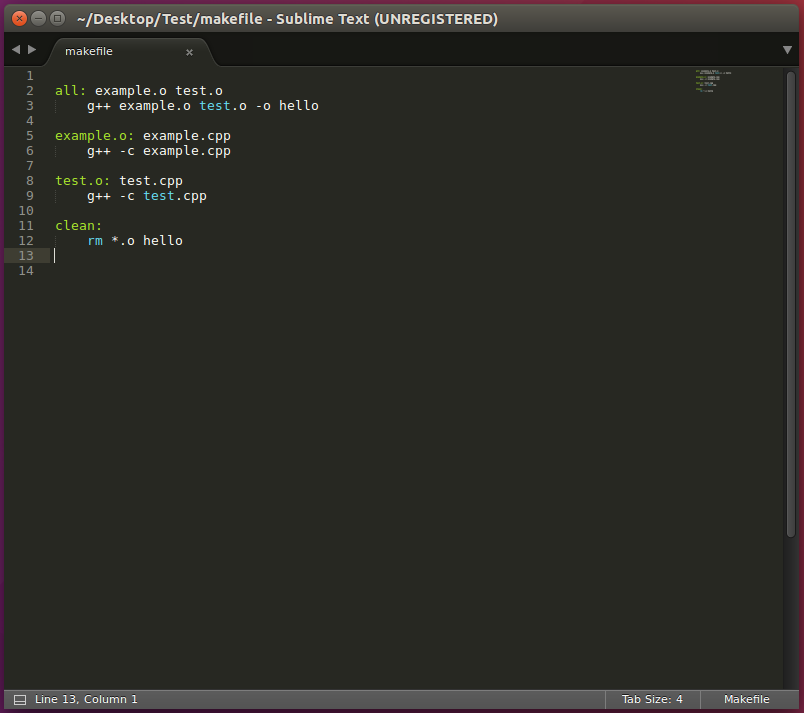 ~/Desktop/Test/makefile - Sublime Text (UNREGISTERED)
makefile
1
2 all: example.o test.o
3 g++ example.o test.o -o hello
4
5 example.o: example.cpp
6 g++ -c example.cpp
7
8 test.o: test.cpp
9 g++ -c test.cpp
10
11 clean:
12 rm *.o hello
13
14
Line 13, Column 1 Tab Size: 4 Makefile